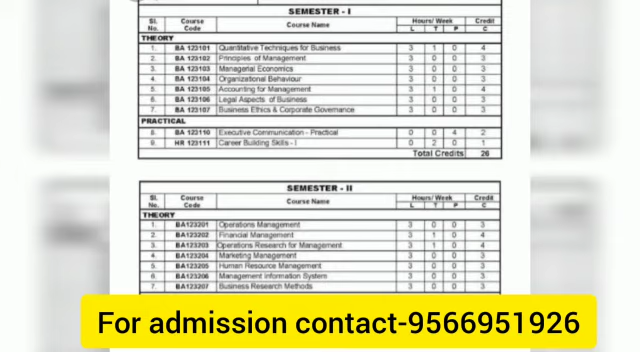 SEMESTER - I
Sl. No. Course Code Course Name Hours/ Week Credit
L T P C
THEORY
1. BA 123101 Quantitative Techniques for Business 3 1 0 4
2. BA 123102 Principles of Management 3 0 0 3
3. BA 123103 Managerial Economics 3 0 0 3
4. BA 123104 Organizational Behaviour 3 0 0 3
5. BA 123105 Accounting for Management 3 1 0 4
6. BA 123106 Legal Aspects of Business 3 0 0 3
7. BA 123107 Business Ethics & Corporate Governance 3 0 0 3
PRACTICAL
8. BA 123110 Executive Communication - Practical 0 0 4 2
9. HR 123111 Career Building Skills - I 0 2 0 1
Total Credits 26
SEMESTER - II
Sl. No. Course Code Course Name Hours/ Week Credit
L T P C
THEORY
1. BA123201 Operations Management 3 0 0 3
2. BA123202 Financial Management 3 1 0 4
3. BA123203 Operations Research for Management 3 1 0 4
4. BA123204 Marketing Management 3 0 0 3
5. BA123205 Human Resource Management 3 0 0 3
6. BA123206 Management Information System 3 0 0 3
7. BA123207 Business Research Methods 3 0 0 3
For admission contact-9566951926